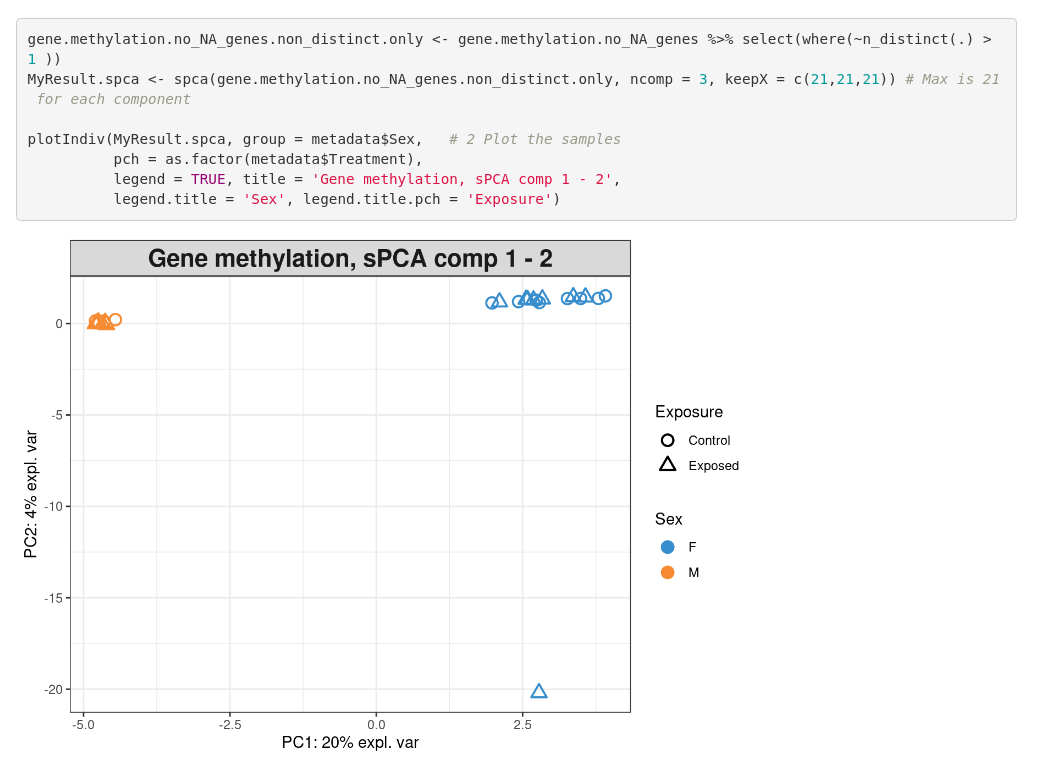 gene.methylation.no_NA_genes.non_distinct.only <- gene.methylation.no_NA_genes %>% select(where(~n_distinct(.) >
1 ))
MyResult.spca <- spca(gene.methylation.no_NA_genes.non_distinct.only, ncomp = 3, keepX = c(21,21,21)) # Max is 21
for each component
plotIndiv(MyResult.spca, group = metadata$Sex,   # 2 Plot the samples
pch = as.factor(metadata$Treatment),
legend = TRUE, title = 'Gene methylation, sPCA comp 1 - 2',
legend.title = 'Sex', legend.title.pch = 'Exposure')
Gene methylation, sPCA comp 1 - 2
0
-5
-10
-15
-20
PC2: 4% expl. var
-5.0
-2.5
0.0
2.5
PC1: 20% expl. var
Exposure
Control
Exposed
Sex
F
M